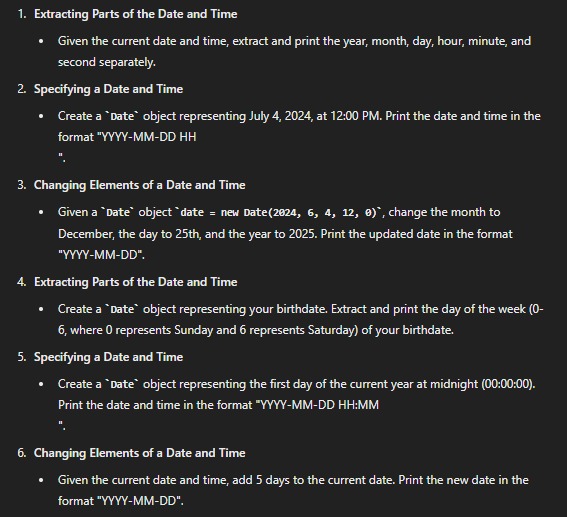 1. Extracting Parts of the Date and Time
• Given the current date and time, extract and print the year, month, day, hour, minute, and
second separately.
2. Specifying a Date and Time
• Create a `Date` object representing July 4, 2024, at 12:00 PM. Print the date and time in the
format "YYYY-MM-DD HH
".
3. Changing Elements of a Date and Time
• Given a `Date` object `date = new Date(2024, 6, 4, 12, 0)`, change the month to
December, the day to 25th, and the year to 2025. Print the updated date in the format
"YYYY-MM-DD".
4. Extracting Parts of the Date and Time
• Create a `Date` object representing your birthdate. Extract and print the day of the week (0-
6, where 0 represents Sunday and 6 represents Saturday) of your birthdate.
5. Specifying a Date and Time
• Create a `Date` object representing the first day of the current year at midnight (00:00:00).
Print the date and time in the format "YYYY-MM-DD HH:MM
".
6. Changing Elements of a Date and Time
• Given the current date and time, add 5 days to the current date. Print the new date in the
format "YYYY-MM-DD".